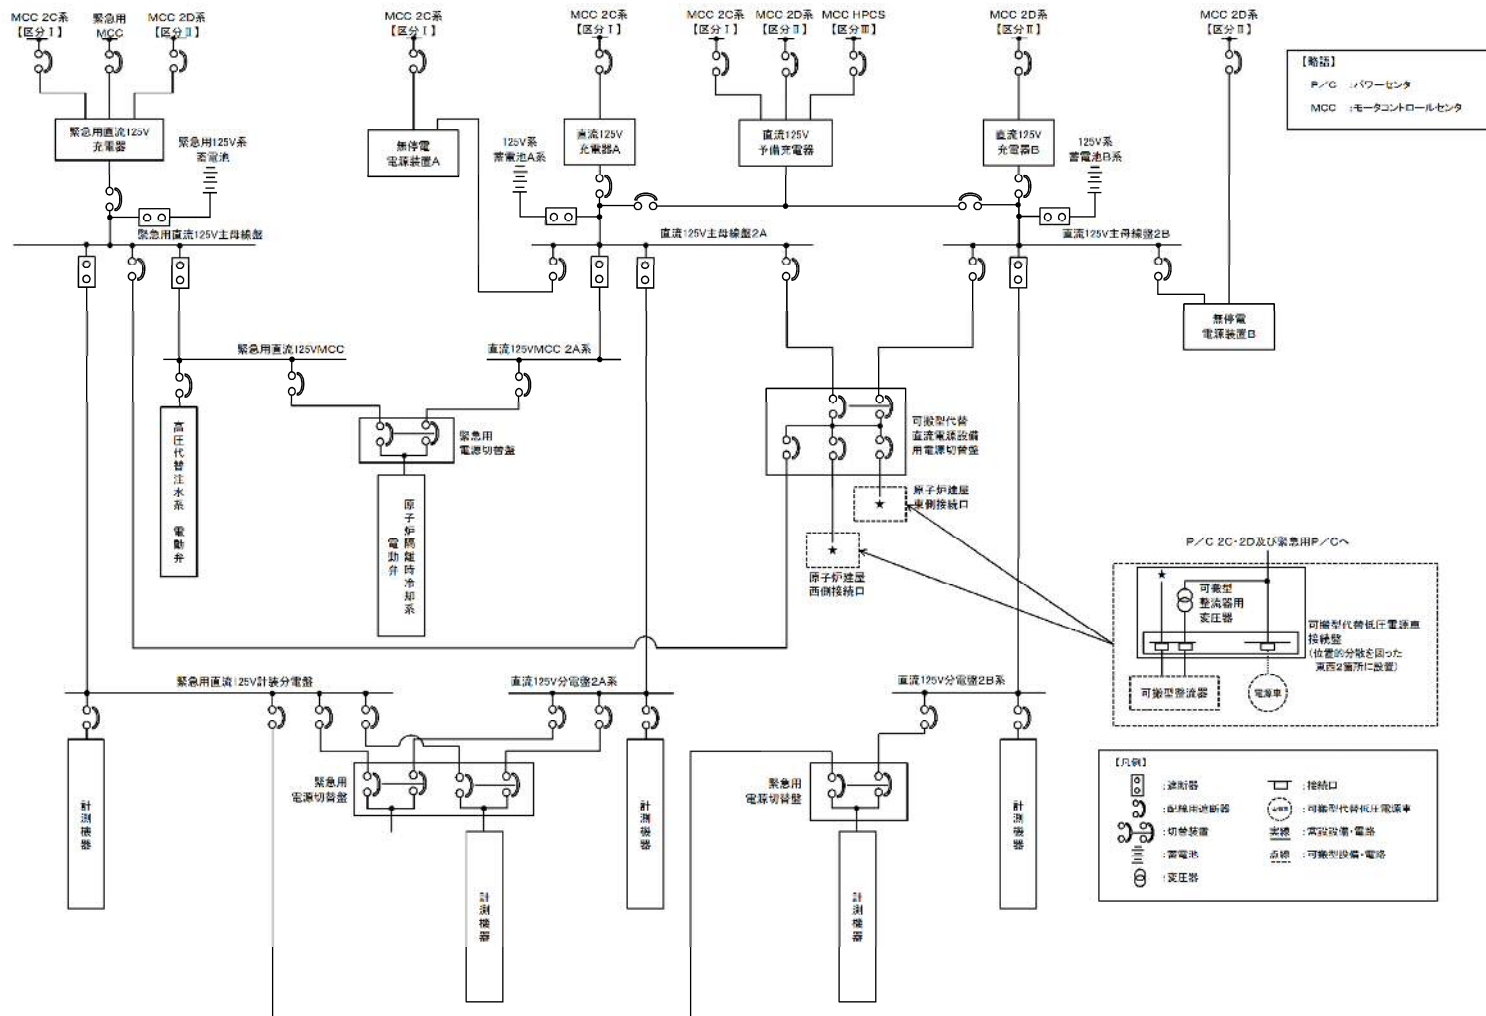 MCC 2C系
【区分Ⅰ】
緊急用
MCC
MCC 2D系
【区分Ⅱ】
MCC 2C系
【区分Ⅰ】
MCC 2C系
【区分Ⅰ】
MCC 2C系
【区分Ⅰ】
MCC 2D系
【区分Ⅱ】
MCC HPCS
【区分Ⅲ】
MCC 2D系
【区分Ⅱ】
MCC 2D系
【区分Ⅱ】
【略語】
P/C :パワーセンタ
MCC :モータコントロールセンタ
緊急用直流125V
充電器
緊急用125V系
蓄電池
無停電
電源装置A
125V系
蓄電池A系
直流125V
充電器A
直流125V
予備充電器
直流125V
充電器B
125V系
蓄電池B系
緊急用直流125V主母線盤
直流125V主母線盤2A
直流125V主母線盤2B
無停電
電源装置B
緊急用直流125VMCC
直流125VMCC 2A系
高圧代替注水系 電動弁
緊急用
電源切替盤
原子炉隔離時冷却系
電動弁
可搬型代替
直流電源設備
用電源切替盤
原子炉建屋
東側接続口
★
★
原子炉建屋
西側接続口
P/C 2C・2D及び緊急用P/Cへ
★
可搬型
整流器用
変圧器
可搬型代替低圧電源車
接続盤
(位置的分散を図った
東西2箇所に設置)
可搬型整流器
電源車
緊急用直流125V計装分電盤
直流125V分電盤2A系
直流125V分電盤2B系
計測機器
緊急用
電源切替盤
計測機器
計測機器
緊急用
電源切替盤
計測機器
計測機器
【凡例】
:遮断器
:配線用遮断器
:切替装置
:蓄電池
:変圧器
:接続口
:可搬型代替低圧電源車
実線 :常設設備・電路
点線 :可搬型設備・電路